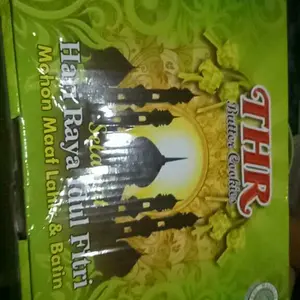 THR
Butter Cookies
Selamat
Hari Raya Idul Fitri
Mohon Maaf Lahir & Batin